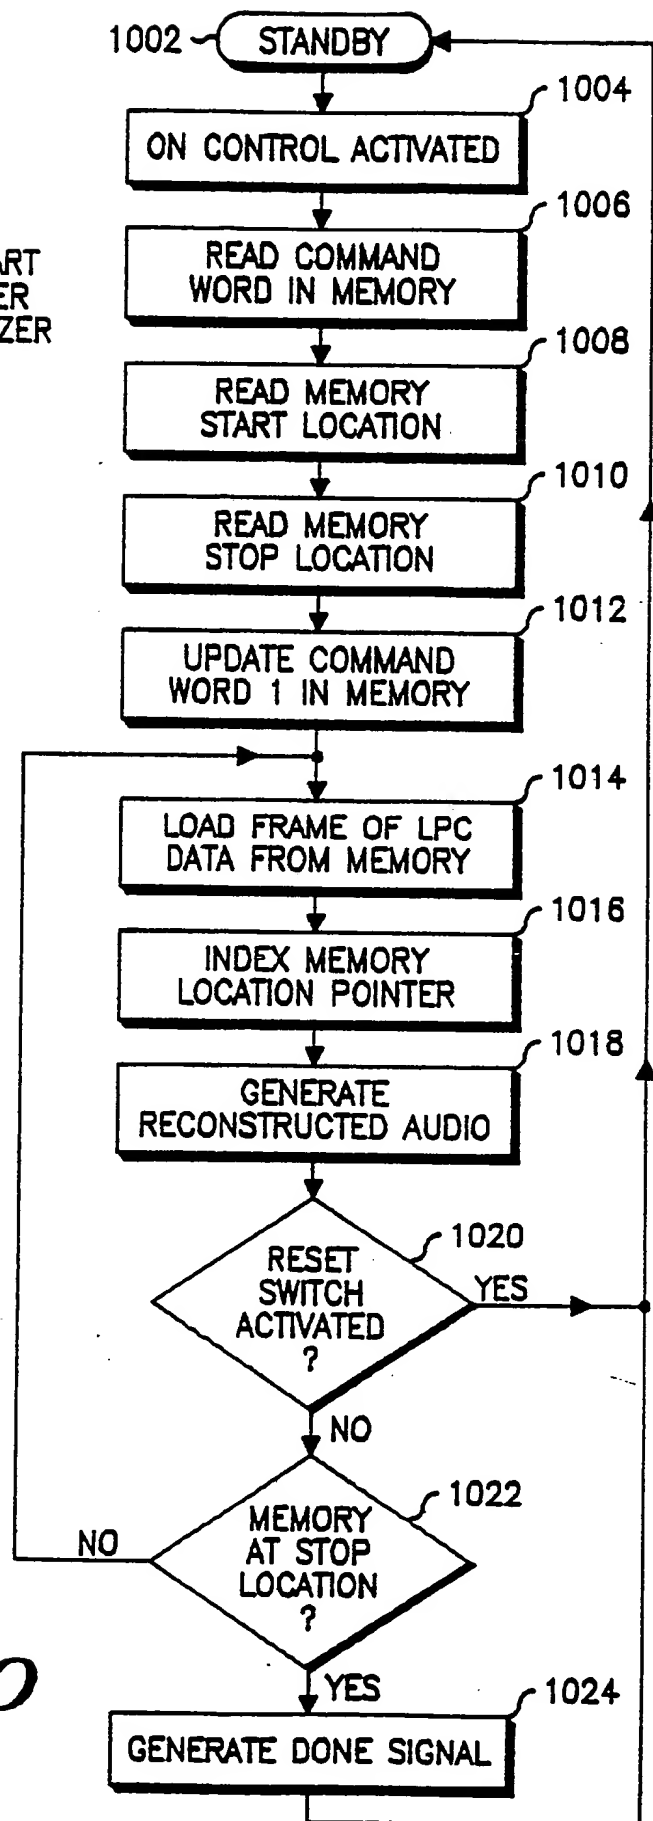 1002
STANDBY
1004
ON CONTROL ACTIVATED
1006
READ COMMAND
WORD IN MEMORY
1008
READ MEMORY
START LOCATION
1010
READ MEMORY
STOP LOCATION
1012
UPDATE COMMAND
WORD 1 IN MEMORY
1014
LOAD FRAME OF LPC
DATA FROM MEMORY
1016
INDEX MEMORY
LOCATION POINTER
1018
GENERATE
RECONSTRUCTED AUDIO
1020
RESET
SWITCH
ACTIVATED
?
YES
NO
1022
MEMORY
AT STOP
LOCATION
?
NO
YES
1024
GENERATE DONE SIGNAL